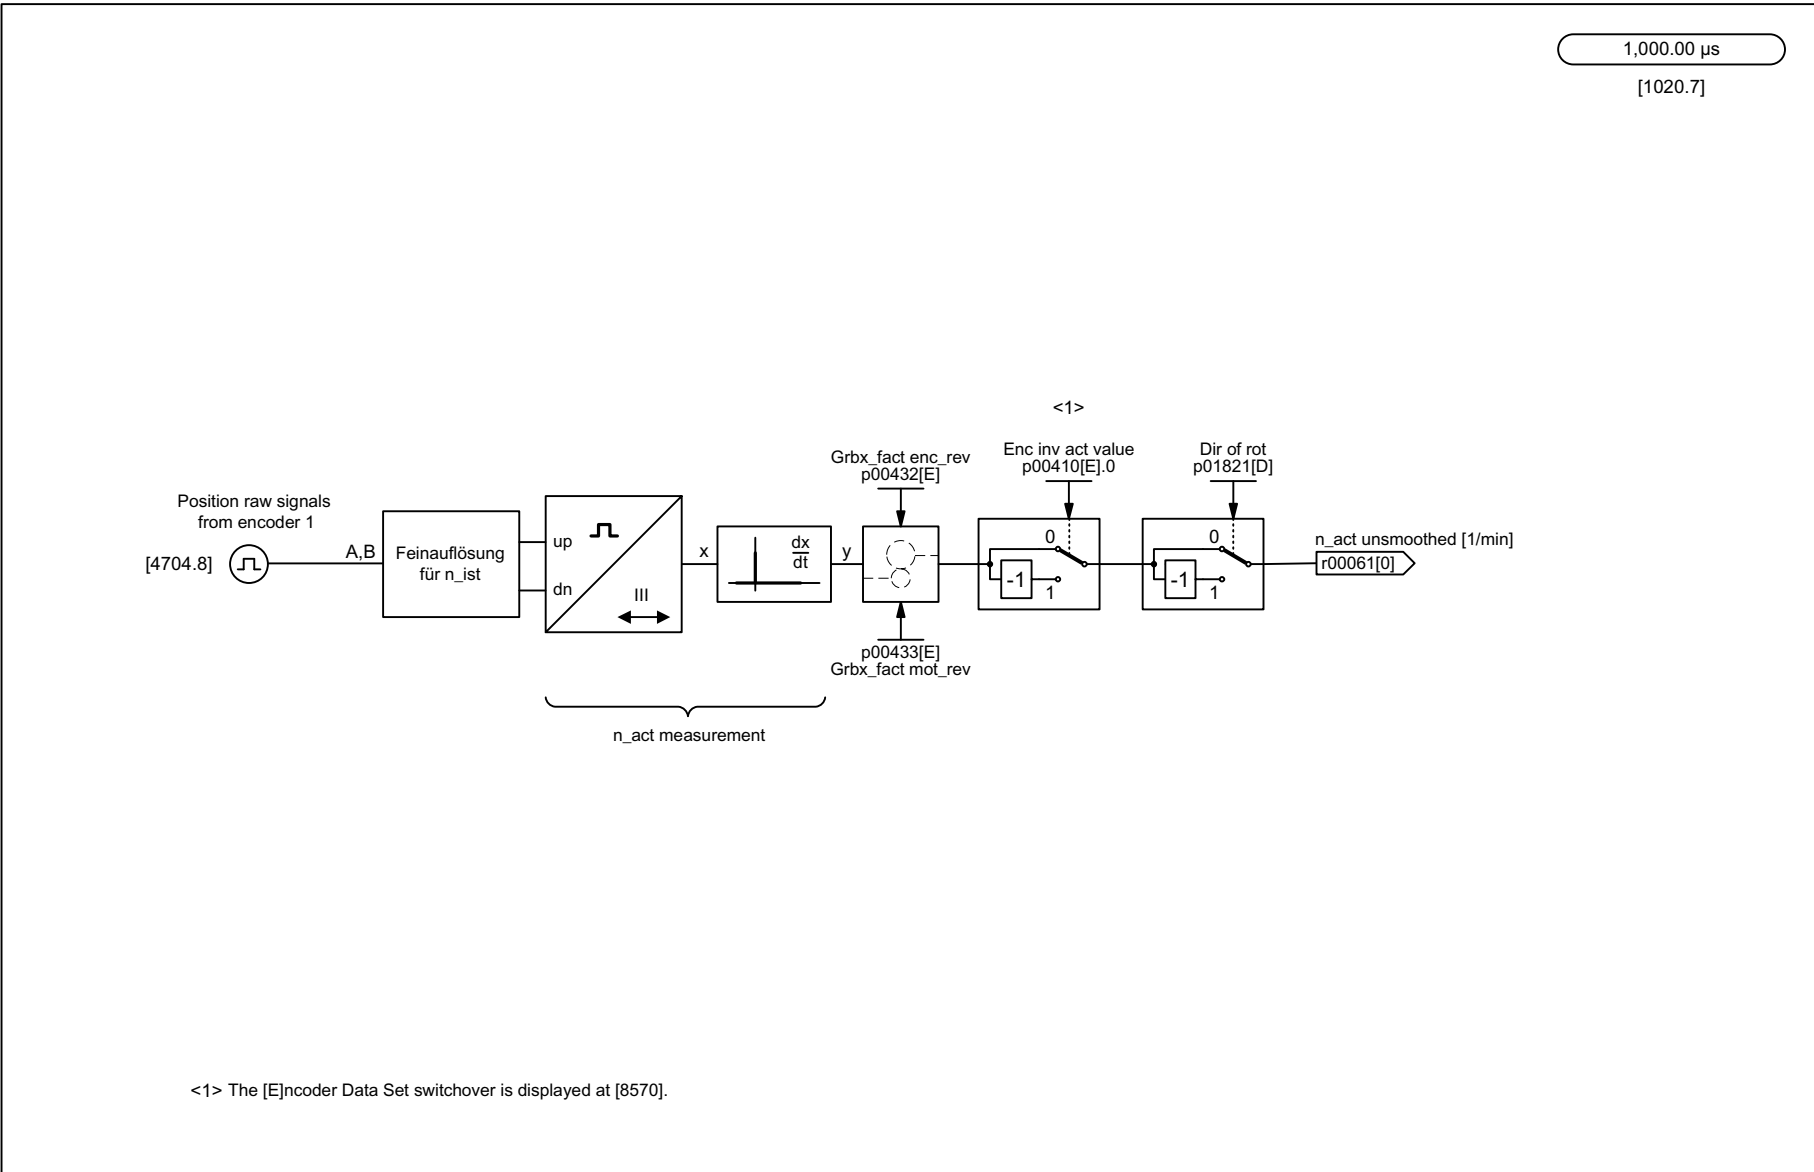 1,000.00 µs
[1020.7]
<1>
Grbx_fact enc_rev
p00432[E]
Enc inv act value
p00410[E].0
Dir of rot
p01821[D]
Position raw signals
from encoder 1
[4704.8]
A,B
Feinauflösung
für n_ist
up
dn
III
x
dx
dt
y
0
-1
1
0
-1
1
n_act unsmoothed [1/min]
r00061[0]
p00433[E]
Grbx_fact mot_rev
n_act measurement
<1> The [E]ncoder Data Set switchover is displayed at [8570].